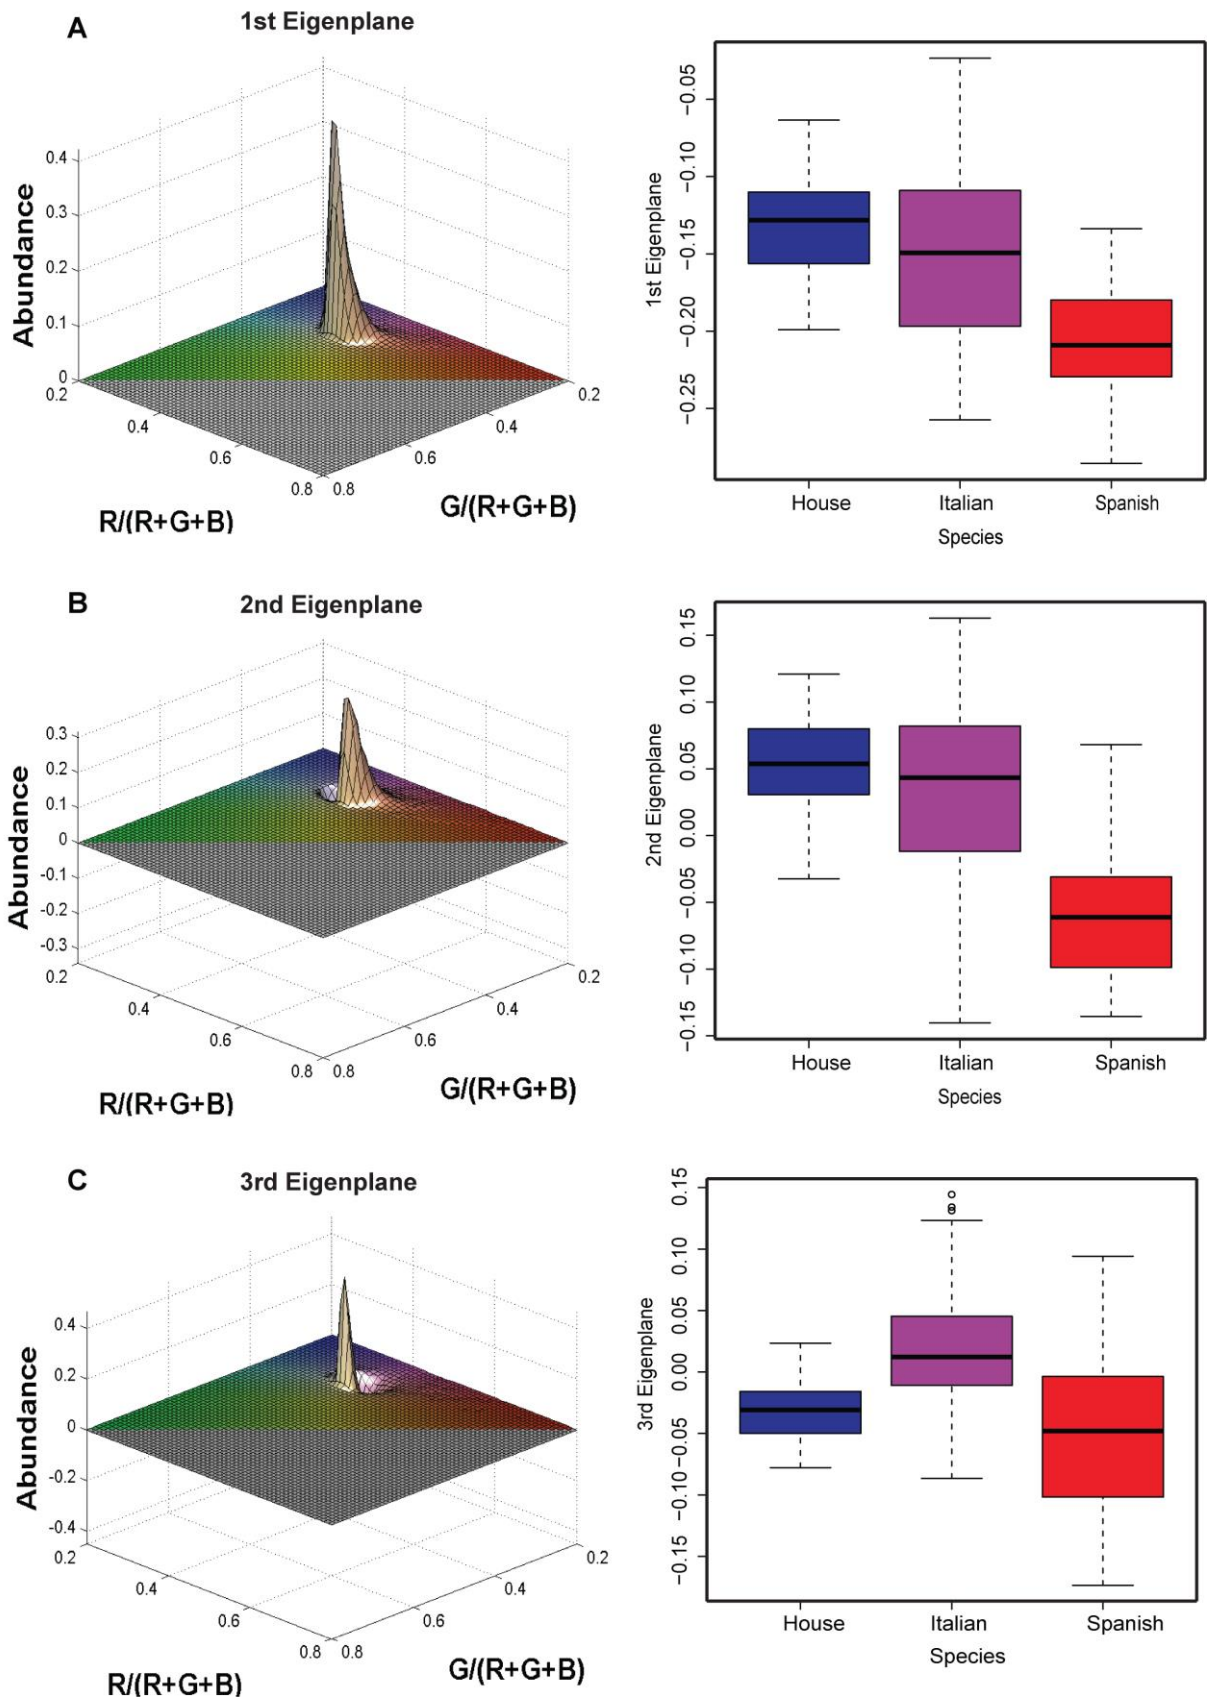 A
1st Eigenplane
Abundance
0.4
0.3
0.2
0.1
0
0.2
0.4
0.6
0.8
0.8
0.6
0.4
0.2
R/(R+G+B)
G/(R+G+B)
1st Eigenplane
−0.05
−0.10
−0.15
−0.20
−0.25
House
Italian
Spanish
Species
B
2nd Eigenplane
Abundance
0.3
0.2
0.1
0
-0.1
-0.2
-0.3
0.2
0.4
0.6
0.8
0.8
0.6
0.4
0.2
R/(R+G+B)
G/(R+G+B)
2nd Eigenplane
0.15
0.10
0.05
0.00
−0.05
−0.10
−0.15
House
Italian
Spanish
Species
C
3rd Eigenplane
Abundance
0.4
0.2
0
-0.2
-0.4
0.2
0.4
0.6
0.8
0.8
0.6
0.4
0.2
R/(R+G+B)
G/(R+G+B)
3rd Eigenplane
0.15
0.10
0.05
0.00
−0.05
−0.10
−0.15
House
Italian
Spanish
Species